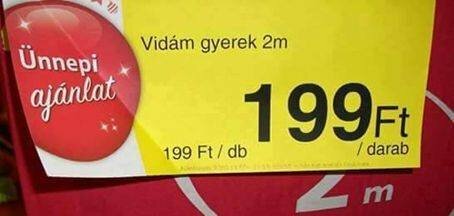 Ünnepi
ajánlat
Vidám gyerek 2m
199Ft
199 Ft / db
/ darab
2 m